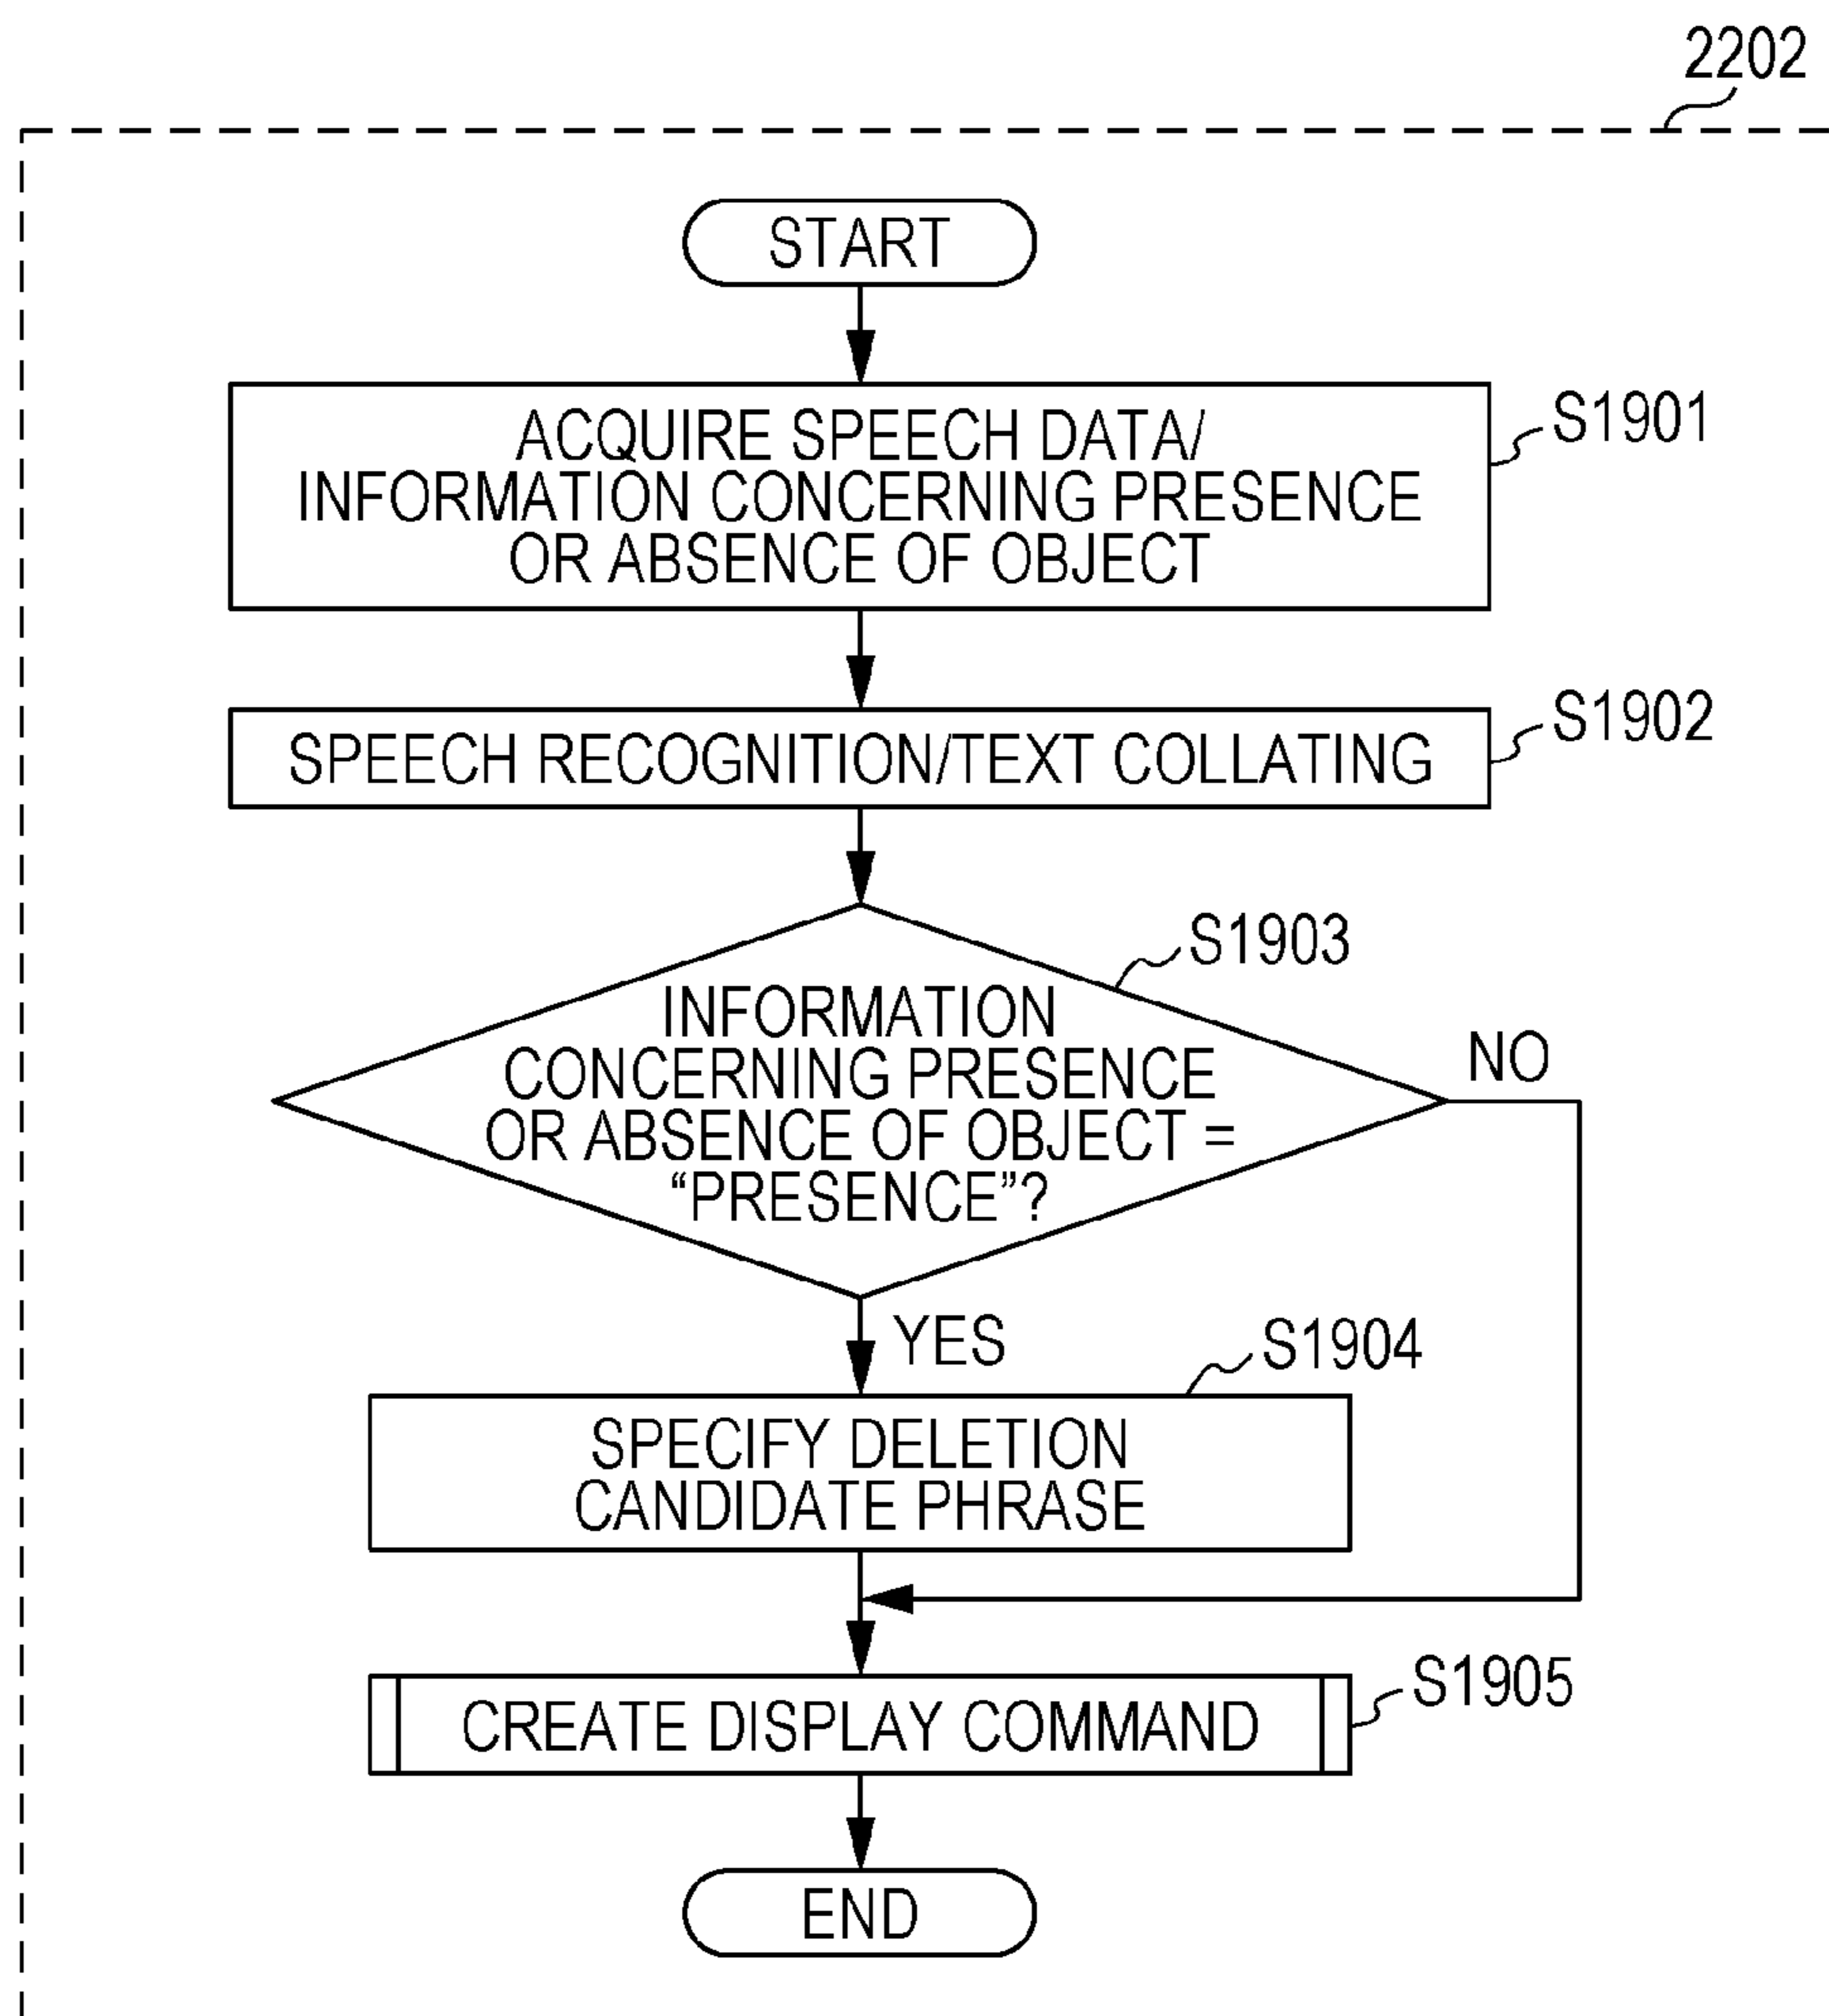 2202
START
ACQUIRE SPEECH DATA/
INFORMATION CONCERNING PRESENCE
OR ABSENCE OF OBJECT
S1901
SPEECH RECOGNITION/TEXT COLLATING
S1902
S1903
INFORMATION
CONCERNING PRESENCE
OR ABSENCE OF OBJECT =
“PRESENCE”?
NO
YES
S1904
SPECIFY DELETION
CANDIDATE PHRASE
CREATE DISPLAY COMMAND
S1905
END